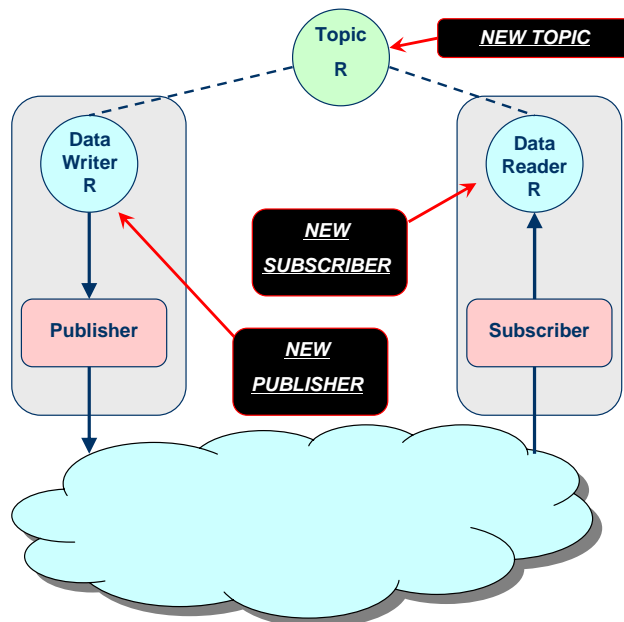 Topic
R
NEW TOPIC
Data
Writer
R
Data
Reader
R
NEW
SUBSCRIBER
Publisher
Subscriber
NEW
PUBLISHER